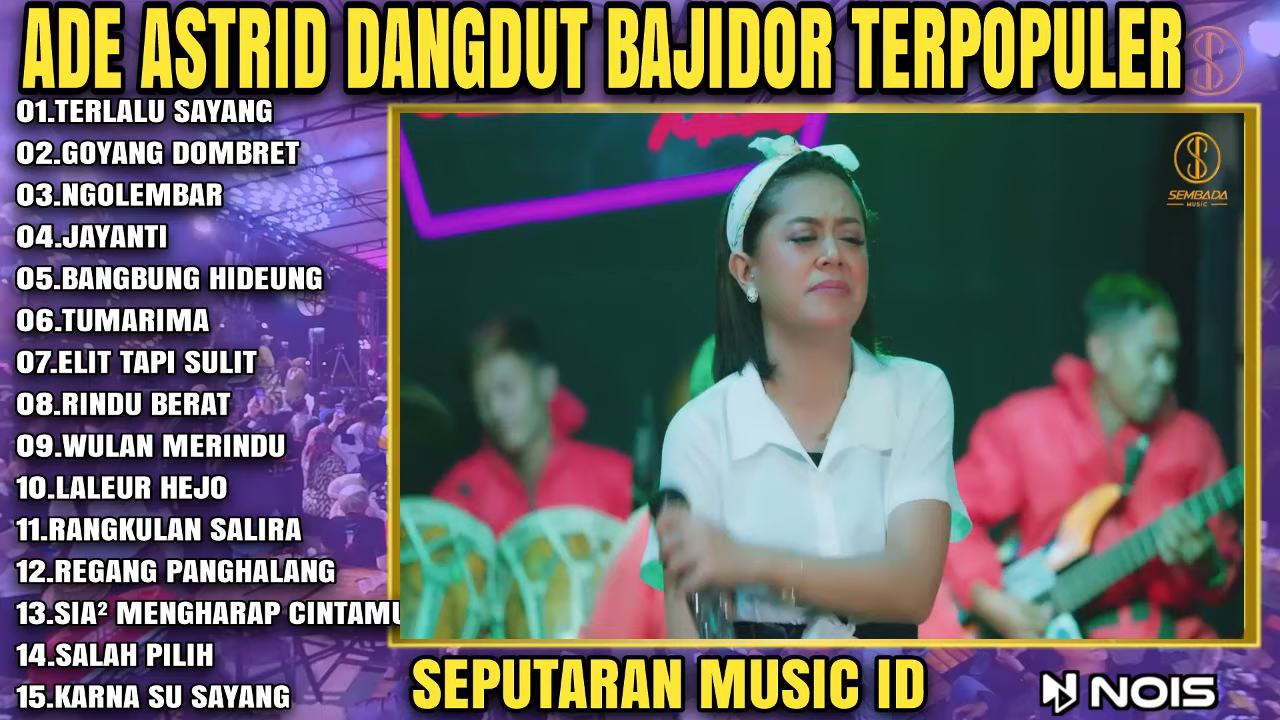 ADE ASTRID DANGDUT BAJIDOR TERPOPULER
01.TERLALU SAYANG
02.GOYANG DOMBRET
03.NGOLEMBAR
04.JAYANTI
05.BANGBUNG HIDEUNG
06.TUMARIMA
07.ELIT TAPI SULIT
08.RINDU BERAT
09.WULAN MERINDU
10.LALEUR HEJO
11.RANGKULAN SALIRA
12.REGANG PANGHALANG
13.SIA² MENGHARAP CINTAMU
14.SALAH PILIH
15.KARNA SU SAYANG
SEMBADA
MUSIC
SEPUTARAN MUSIC ID
NOIS